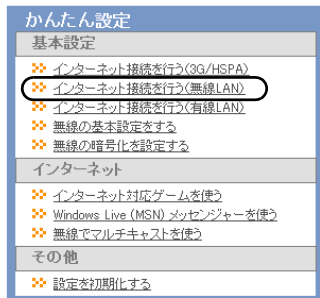 かんたん設定
基本設定
インターネット接続を行う(3G/HSPA)
インターネット接続を行う(無線LAN)
インターネット接続を行う(有線LAN)
無線の基本設定をする
無線の暗号化を設定する
インターネット
インターネット対応ゲームを使う
Windows Live (MSN) メッセンジャーを使う
無線でマルチキャストを使う
その他
設定を初期化する